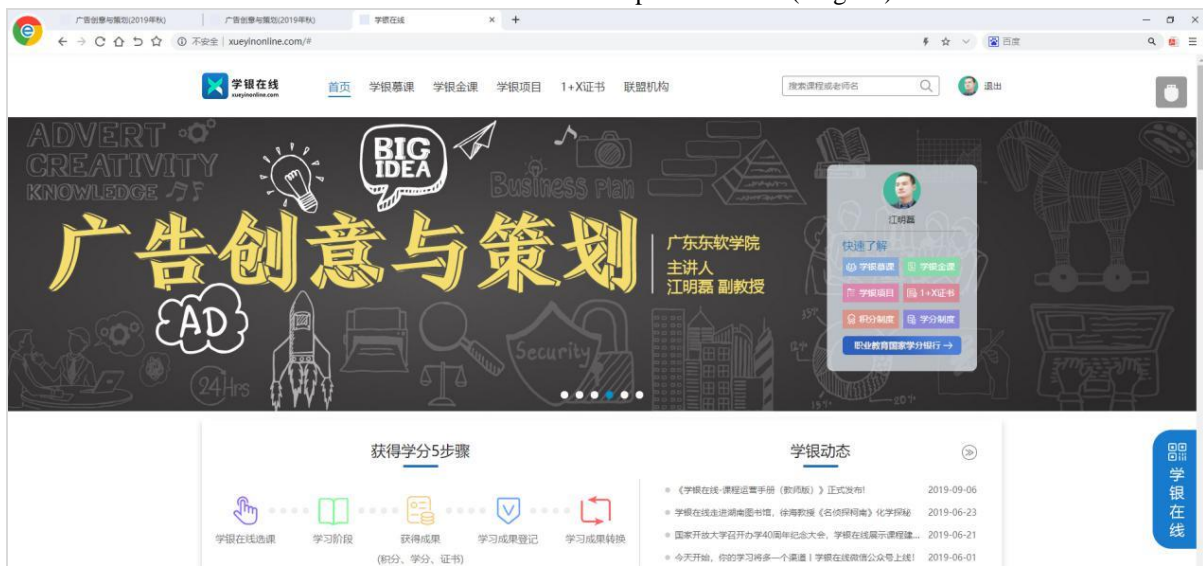 广告创意与策划(2019年秋)
广告创意与策划(2019年秋)
学银在线
不安全 xueyinonline.com/#
百度
学银在线
xueyinonline.com
首页 学银慕课 学银金课 学银项目 1+X证书 联盟机构
搜索课程或老师名
退出
ADVERT
CREATIVITY
KNOWLEDGE
BIG
IDEA
Business Plan
广告创意与策划
广东东软学院
主讲人
江明磊 副教授
AD
24Hrs
Security
35%
15%
20%
江明磊
快速了解
学银慕课 学银金课
学银项目 1+X证书
积分制度 学分制度
职业教育国家学分银行→
获得学分5步骤
学银在线选课 学习阶段 获得成果 学习成果登记 学习成果转换
(积分、学分、证书)
学银动态
《学银在线-课程运营手册（教师版）》正式发布! 2019-09-06
学银在线走进湖南图书馆，徐海教授《名侦探柯南》化学探秘 2019-06-23
国家开放大学召开办学40周年纪念大会，学银在线展示课程建... 2019-06-21
今天开始，你的学习将多一个渠道｜学银在线微信公众号上线! 2019-06-01
学银在线